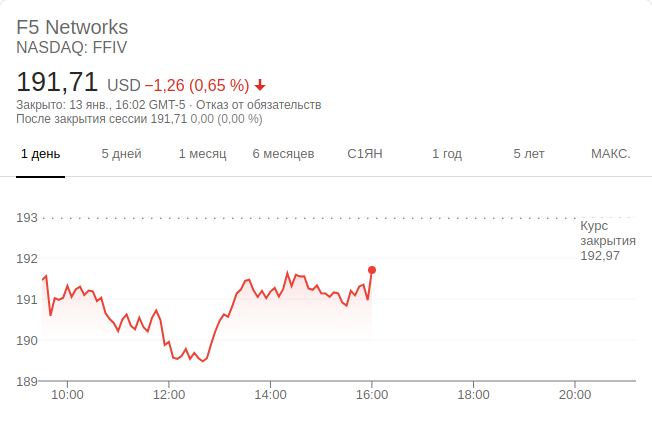 F5 Networks
NASDAQ: FFIV
191,71 USD −1,26 (0,65 %)
Закрыто: 13 янв., 16:02 GMT-5 · Отказ от обязательств
После закрытия сессии 191,71 0,00 (0,00 %)
1 день 5 дней 1 месяц 6 месяцев С1ЯН 1 год 5 лет МАКС.
193
Курс
закрытия
192,97
192
191
190
189
10:00 12:00 14:00 16:00 18:00 20:00